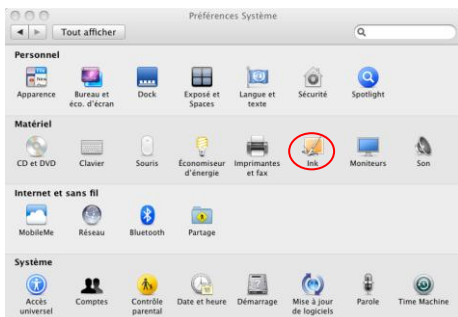 Préférences Système
Tout afficher
Personnel
Apparence
Bureau et
éco. d'écran
Dock
Exposé et
Spaces
Langue et
texte
Sécurité
Spotlight
Matériel
CD et DVD
Clavier
Souris
Économiseur
d'énergie
Imprimantes
et fax
Ink
Moniteurs
Son
Internet et sans fil
MobileMe
Réseau
Bluetooth
Partage
Système
Accès
universel
Comptes
Contrôle
parental
Date et heure
Démarrage
Mise à jour
de logiciels
Parole
Time Machine